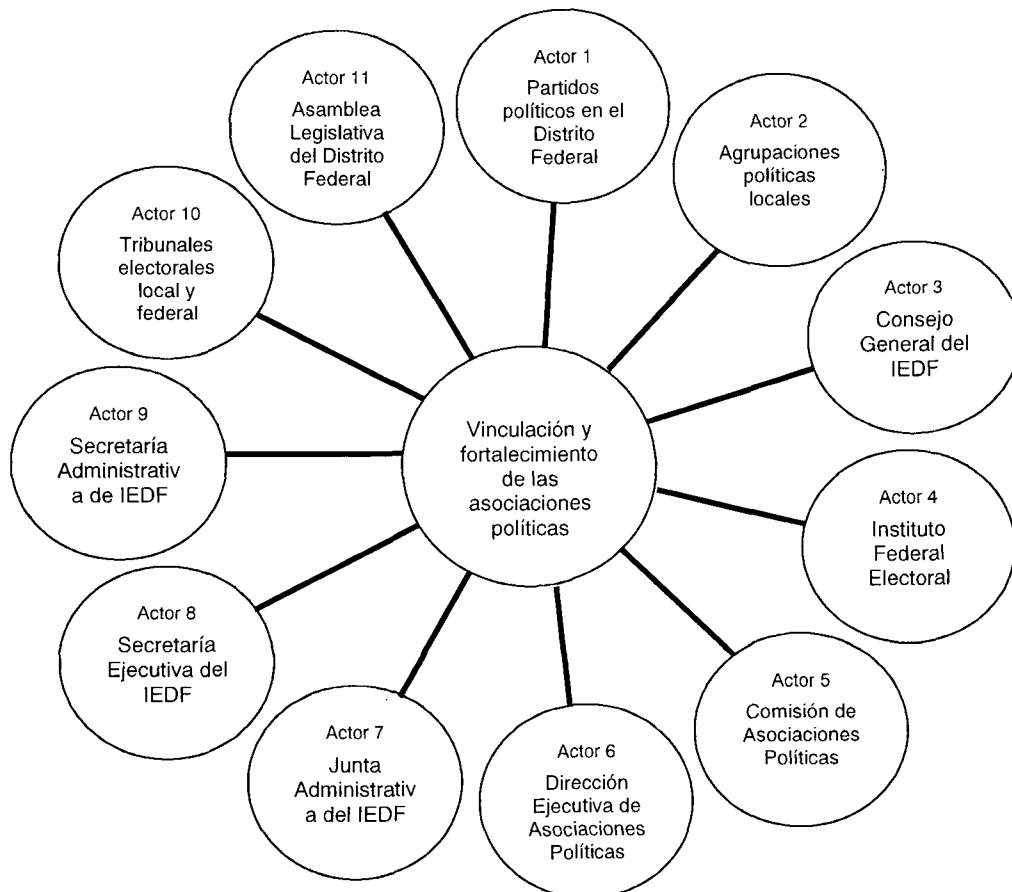 Actor 1
Partidos
políticos en el
Distrito
Federal
Actor 2
Agrupaciones
políticas
locales
Actor 3
Consejo
General del
IEDF
Actor 4
Instituto
Federal
Electoral
Actor 5
Comisión de
Asociaciones
Políticas
Actor 6
Dirección
Ejecutiva de
Asociaciones
Políticas
Actor 7
Junta
Administrativ
a del IEDF
Actor 8
Secretaría
Ejecutiva del
IEDF
Actor 9
Secretaría
Administrativ
a de IEDF
Actor 10
Tribunales
electorales
local y
federal
Actor 11
Asamblea
Legislativa
del Distrito
Federal
Vinculación y
fortalecimiento
de las
asociaciones
políticas